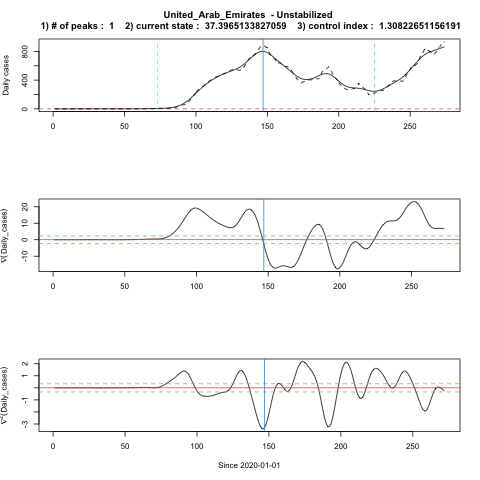 United_Arab_Emirates - Unstabilized
1) # of peaks : 1 2) current state : 37.3965133827059 3) control index : 1.30822651156191
Daily cases
0 400 800
0 50 100 150 200 250
∇(Daily_cases)
-10 0 10 20
0 50 100 150 200 250
∇²(Daily_cases)
-3 -1 1 2
0 50 100 150 200 250
Since 2020-01-01